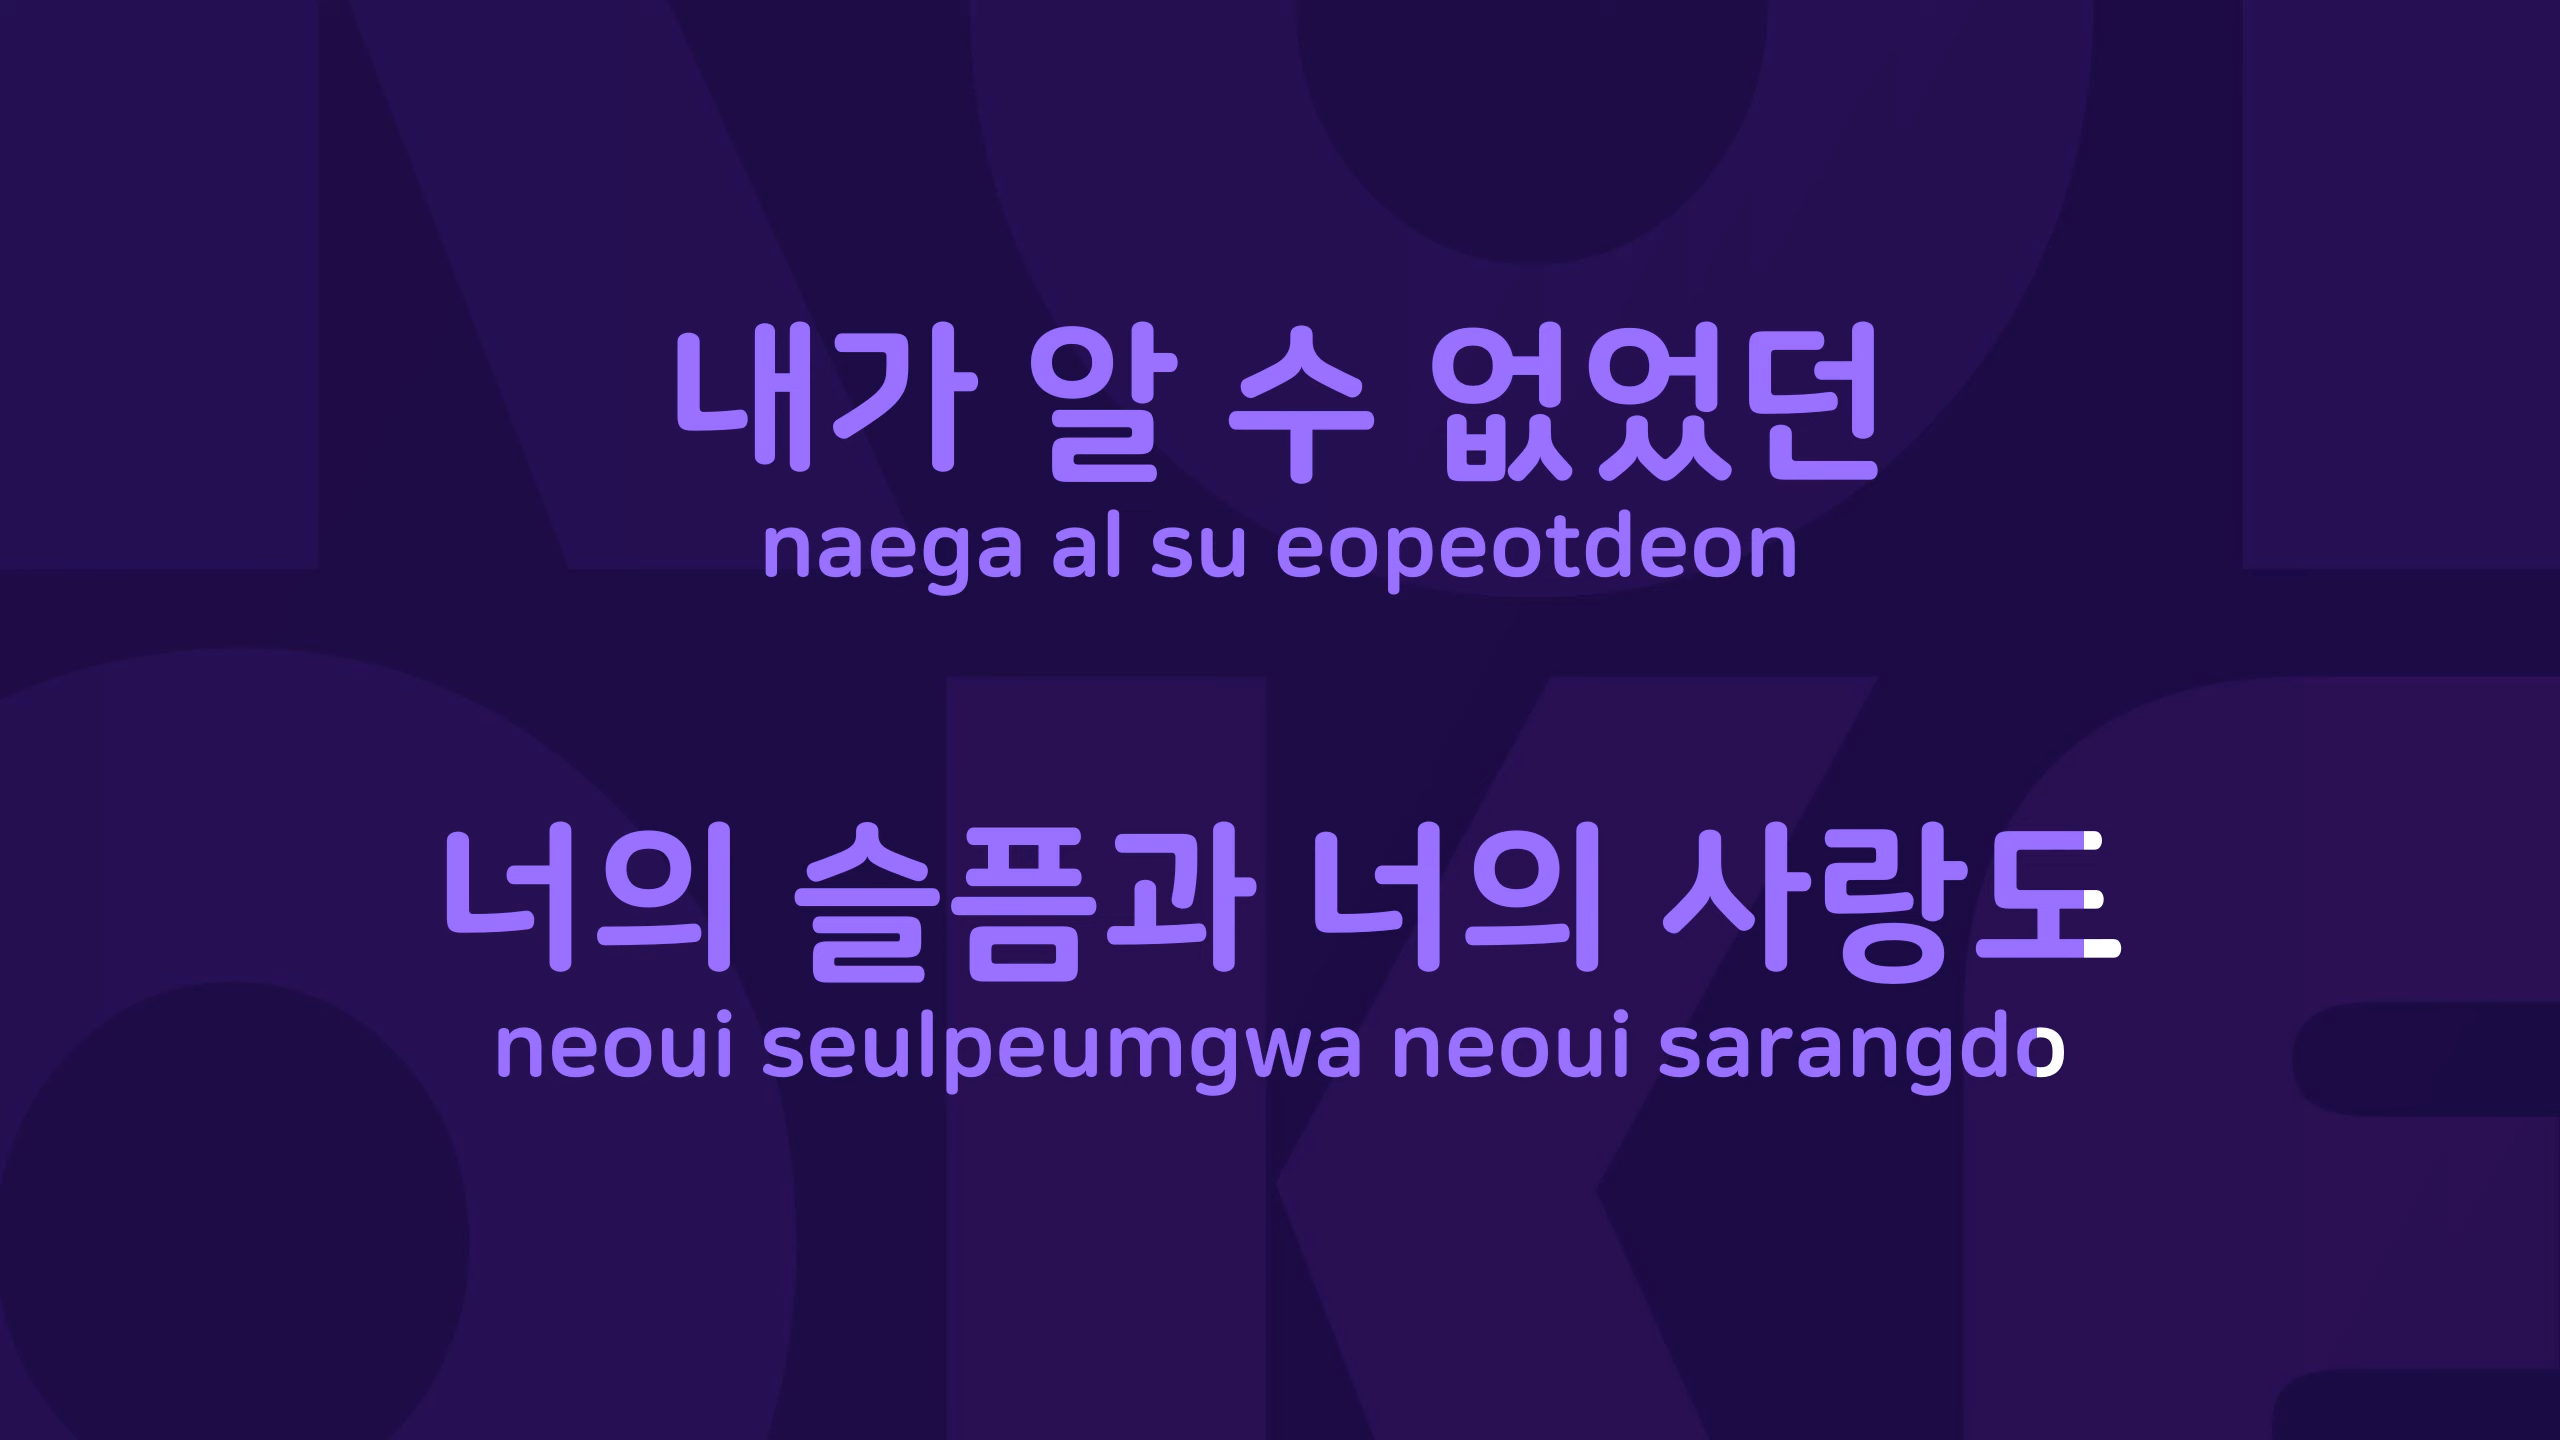 내가 알 수 없었던
naega al su eopeotdeon
너의 슬픔과 너의 사랑도
neoui seulpeumgwa neoui sarangdo